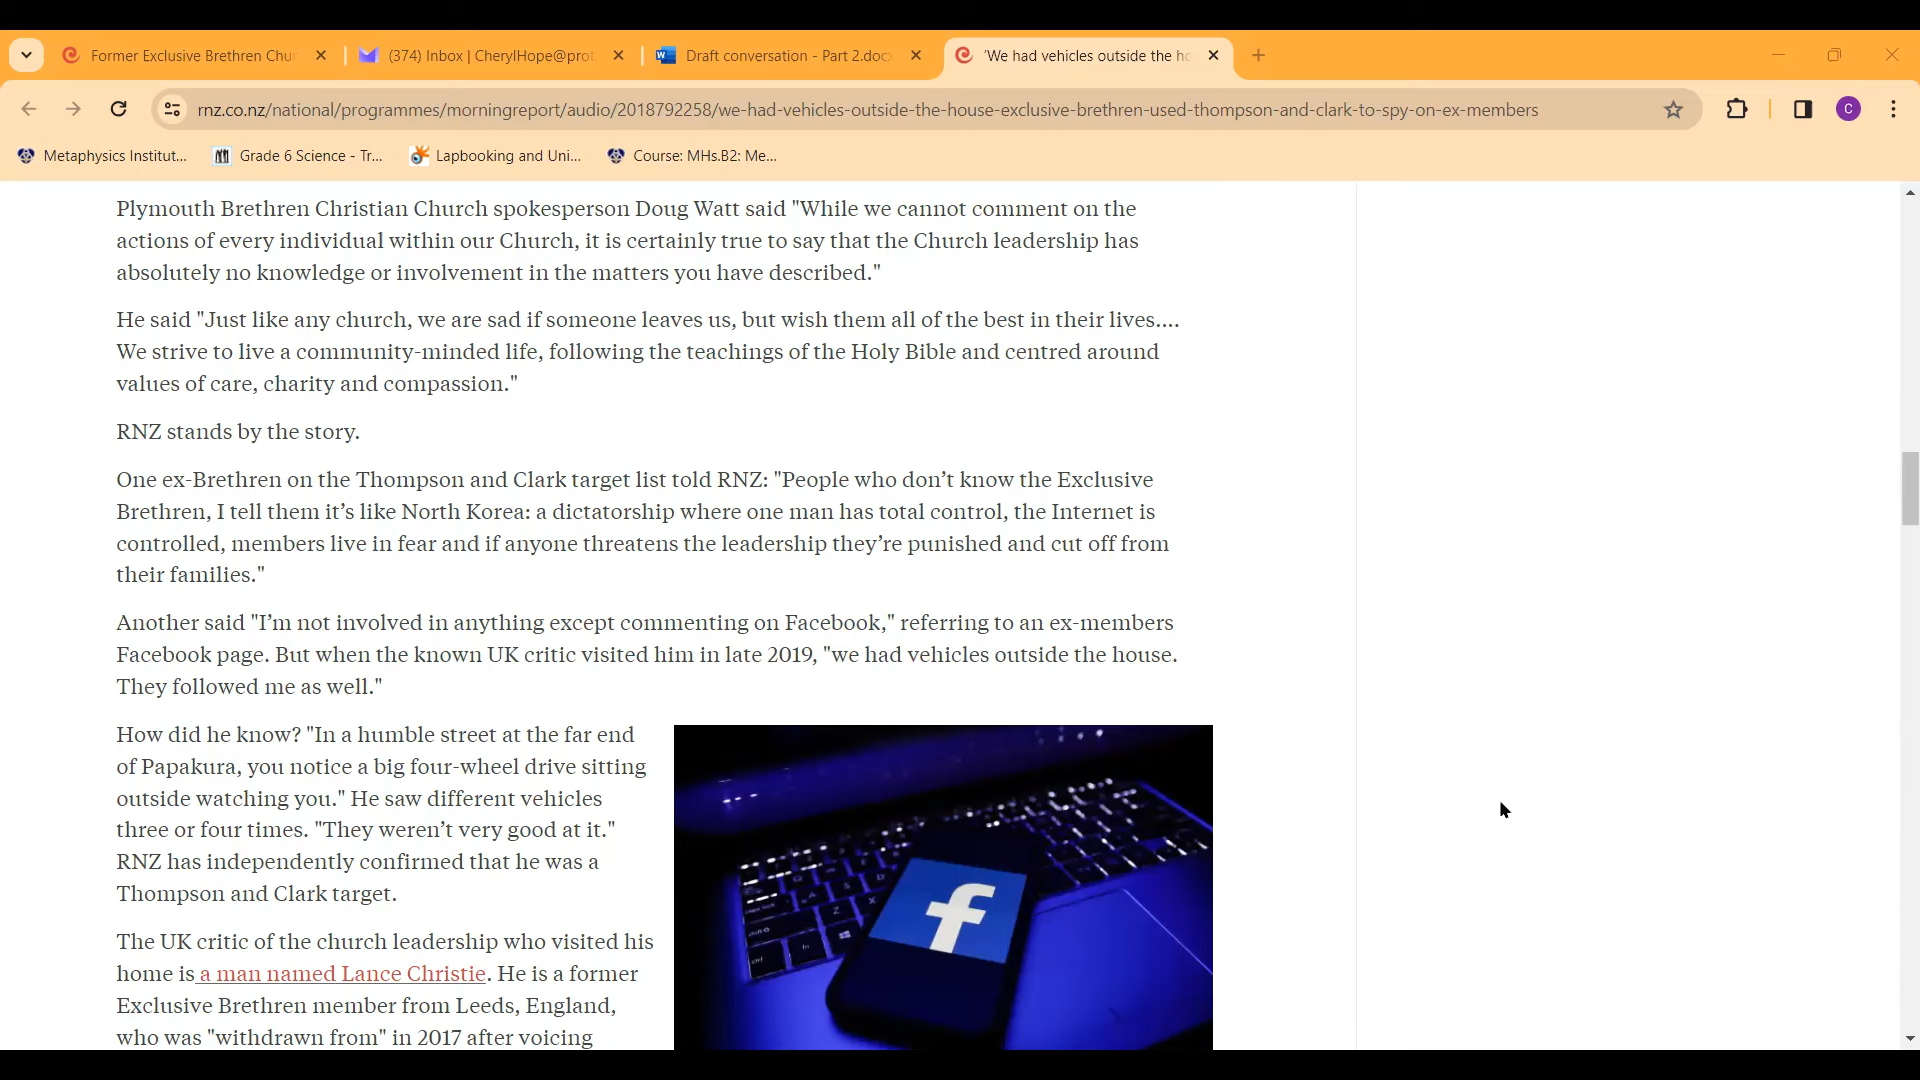 Former Exclusive Brethren Chur
(374) Inbox | CherylHope@prot
Draft conversation - Part 2.docx
'We had vehicles outside the ho
rnz.co.nz/national/programmes/morningreport/audio/2018792258/we-had-vehicles-outside-the-house-exclusive-brethren-used-thompson-and-clark-to-spy-on-ex-members
C
Metaphysics Institut...
Grade 6 Science - Tr...
Lapbooking and Uni...
Course: MHs.B2: Me...
Plymouth Brethren Christian Church spokesperson Doug Watt said "While we cannot comment on the
actions of every individual within our Church, it is certainly true to say that the Church leadership has
absolutely no knowledge or involvement in the matters you have described."
He said "Just like any church, we are sad if someone leaves us, but wish them all of the best in their lives....
We strive to live a community-minded life, following the teachings of the Holy Bible and centred around
values of care, charity and compassion."
RNZ stands by the story.
One ex-Brethren on the Thompson and Clark target list told RNZ: "People who don’t know the Exclusive
Brethren, I tell them it’s like North Korea: a dictatorship where one man has total control, the Internet is
controlled, members live in fear and if anyone threatens the leadership they’re punished and cut off from
their families."
Another said "I’m not involved in anything except commenting on Facebook," referring to an ex-members
Facebook page. But when the known UK critic visited him in late 2019, "we had vehicles outside the house.
They followed me as well."
How did he know? "In a humble street at the far end
of Papakura, you notice a big four-wheel drive sitting
outside watching you." He saw different vehicles
three or four times. "They weren’t very good at it."
RNZ has independently confirmed that he was a
Thompson and Clark target.
The UK critic of the church leadership who visited his
home is a man named Lance Christie. He is a former
Exclusive Brethren member from Leeds, England,
who was "withdrawn from" in 2017 after voicing